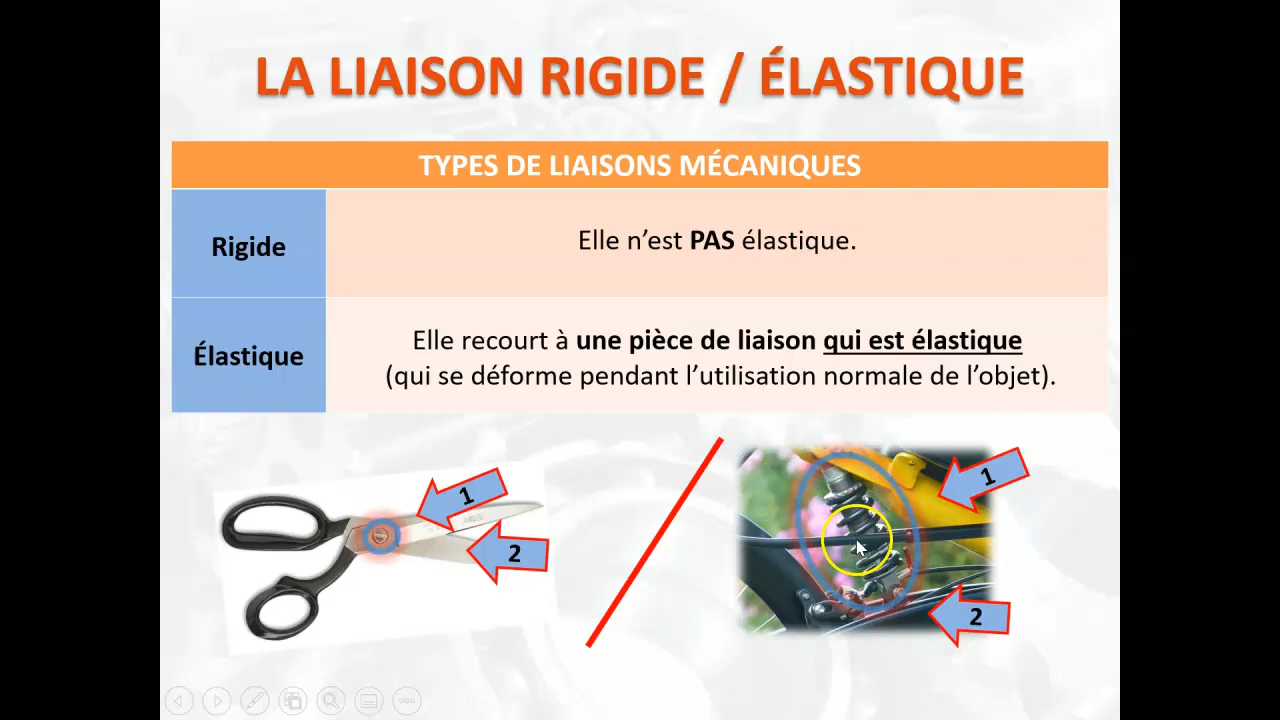 LA LIAISON RIGIDE / ÉLASTIQUE
TYPES DE LIAISONS MÉCANIQUES
Rigide
Elle n’est PAS élastique.
Élastique
Elle recourt à une pièce de liaison qui est élastique
(qui se déforme pendant l’utilisation normale de l’objet).
1
2
1
2